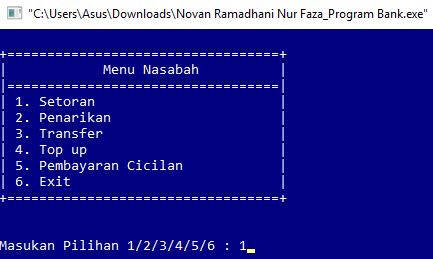 "C:\Users\Asus\Downloads\Novan Ramadhani Nur Faza_Program Bank.exe"
+==================================+
| Menu Nasabah |
|==================================|
| 1. Setoran |
| 2. Penarikan |
| 3. Transfer |
| 4. Top up |
| 5. Pembayaran Cicilan |
| 6. Exit |
+==================================+
Masukan Pilihan 1/2/3/4/5/6 : 1